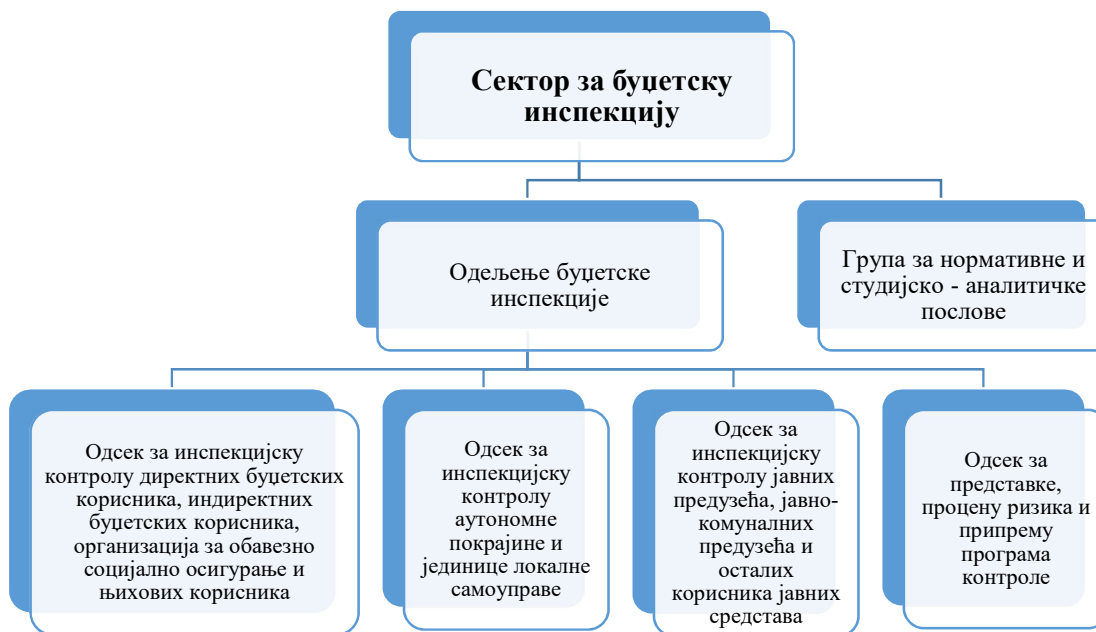 Сектор за буџетску
инспекцију
Одељење буџетске
инспекције
Група за нормативне и
студијско - аналитичке
послове
Одсек за инспекцијску
контролу директних буџетских
корисника, индиректних
буџетских корисника,
организација за обавезно
социјално осигурање и
њихових корисника
Одсек за
инспекцијску
контролу
аутономне
покрајине и
јединице локалне
самоуправе
Одсек за
инспекцијску
контролу јавних
предузећа, јавно-
комуналних
предузећа и
осталих
корисника јавних
средстава
Одсек за
представке,
процену ризика и
припрему
програма
контроле